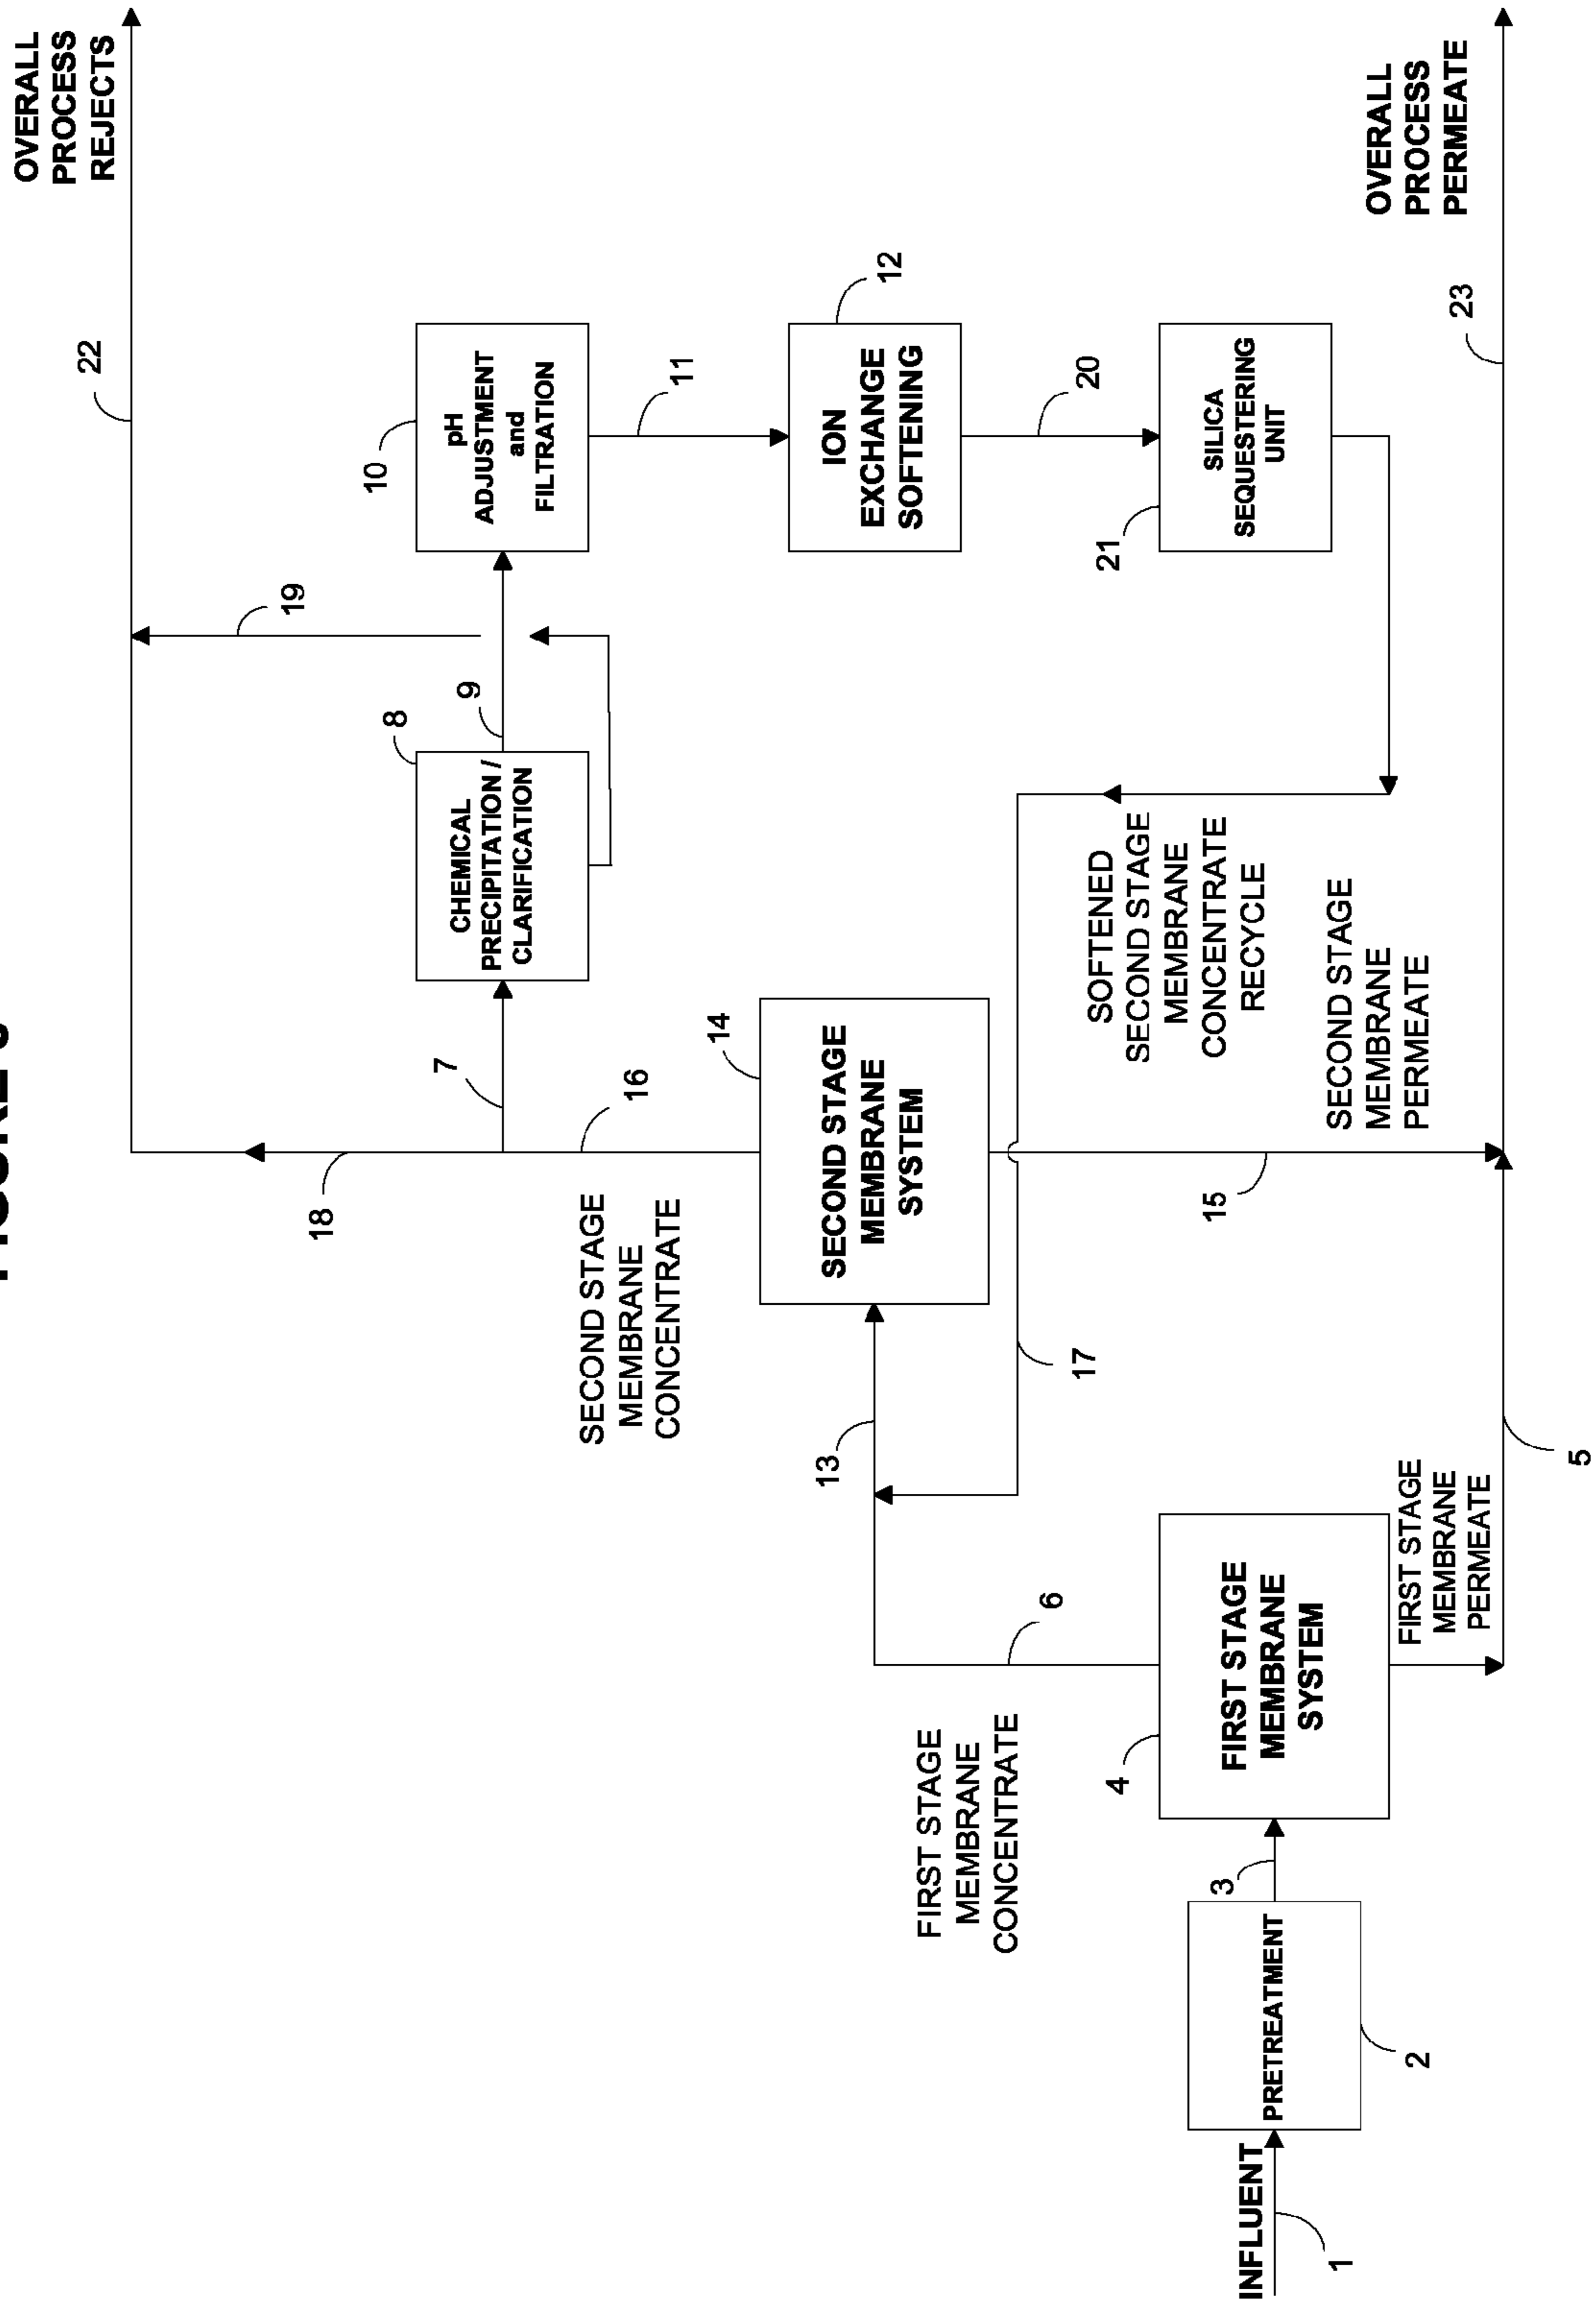 FIGURE
OVERALL
PROCESS
REJECTS
22
18
19
7
8
CHEMICAL
PRECIPITATION /
CLARIFICATION
9
10
pH
ADJUSTMENT
and
FILTRATION
11
SECOND STAGE
MEMBRANE
CONCENTRATE
16
14
SECOND STAGE
MEMBRANE
SYSTEM
12
ION
EXCHANGE
SOFTENING
13
20
FIRST STAGE
MEMBRANE
CONCENTRATE
6
17
SOFTENED
SECOND STAGE
MEMBRANE
CONCENTRATE
RECYCLE
21
SILICA
SEQUESTERING
UNIT
INFLUENT
1
PRETREATMENT
2
3
4
FIRST STAGE
MEMBRANE
SYSTEM
15
SECOND STAGE
MEMBRANE
PERMEATE
FIRST STAGE
MEMBRANE
PERMEATE
5
23
OVERALL
PROCESS
PERMEATE